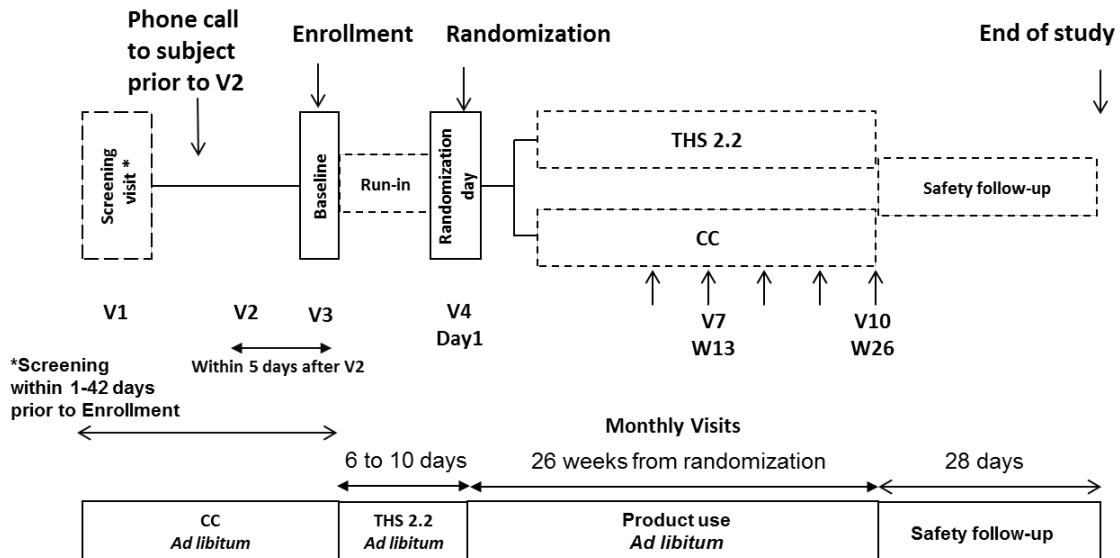 Phone call
to subject
prior to V2
Enrollment
Randomization
End of study
Screening
visit *
Baseline
Run-in
Randomization
day
THS 2.2
CC
Safety follow-up
V1
V2
V3
V4
Day1
V7
W13
V10
W26
Within 5 days after V2
*Screening
within 1-42 days
prior to Enrollment
Monthly Visits
6 to 10 days
26 weeks from randomization
28 days
CC
Ad libitum
THS 2.2
Ad libitum
Product use
Ad libitum
Safety follow-up